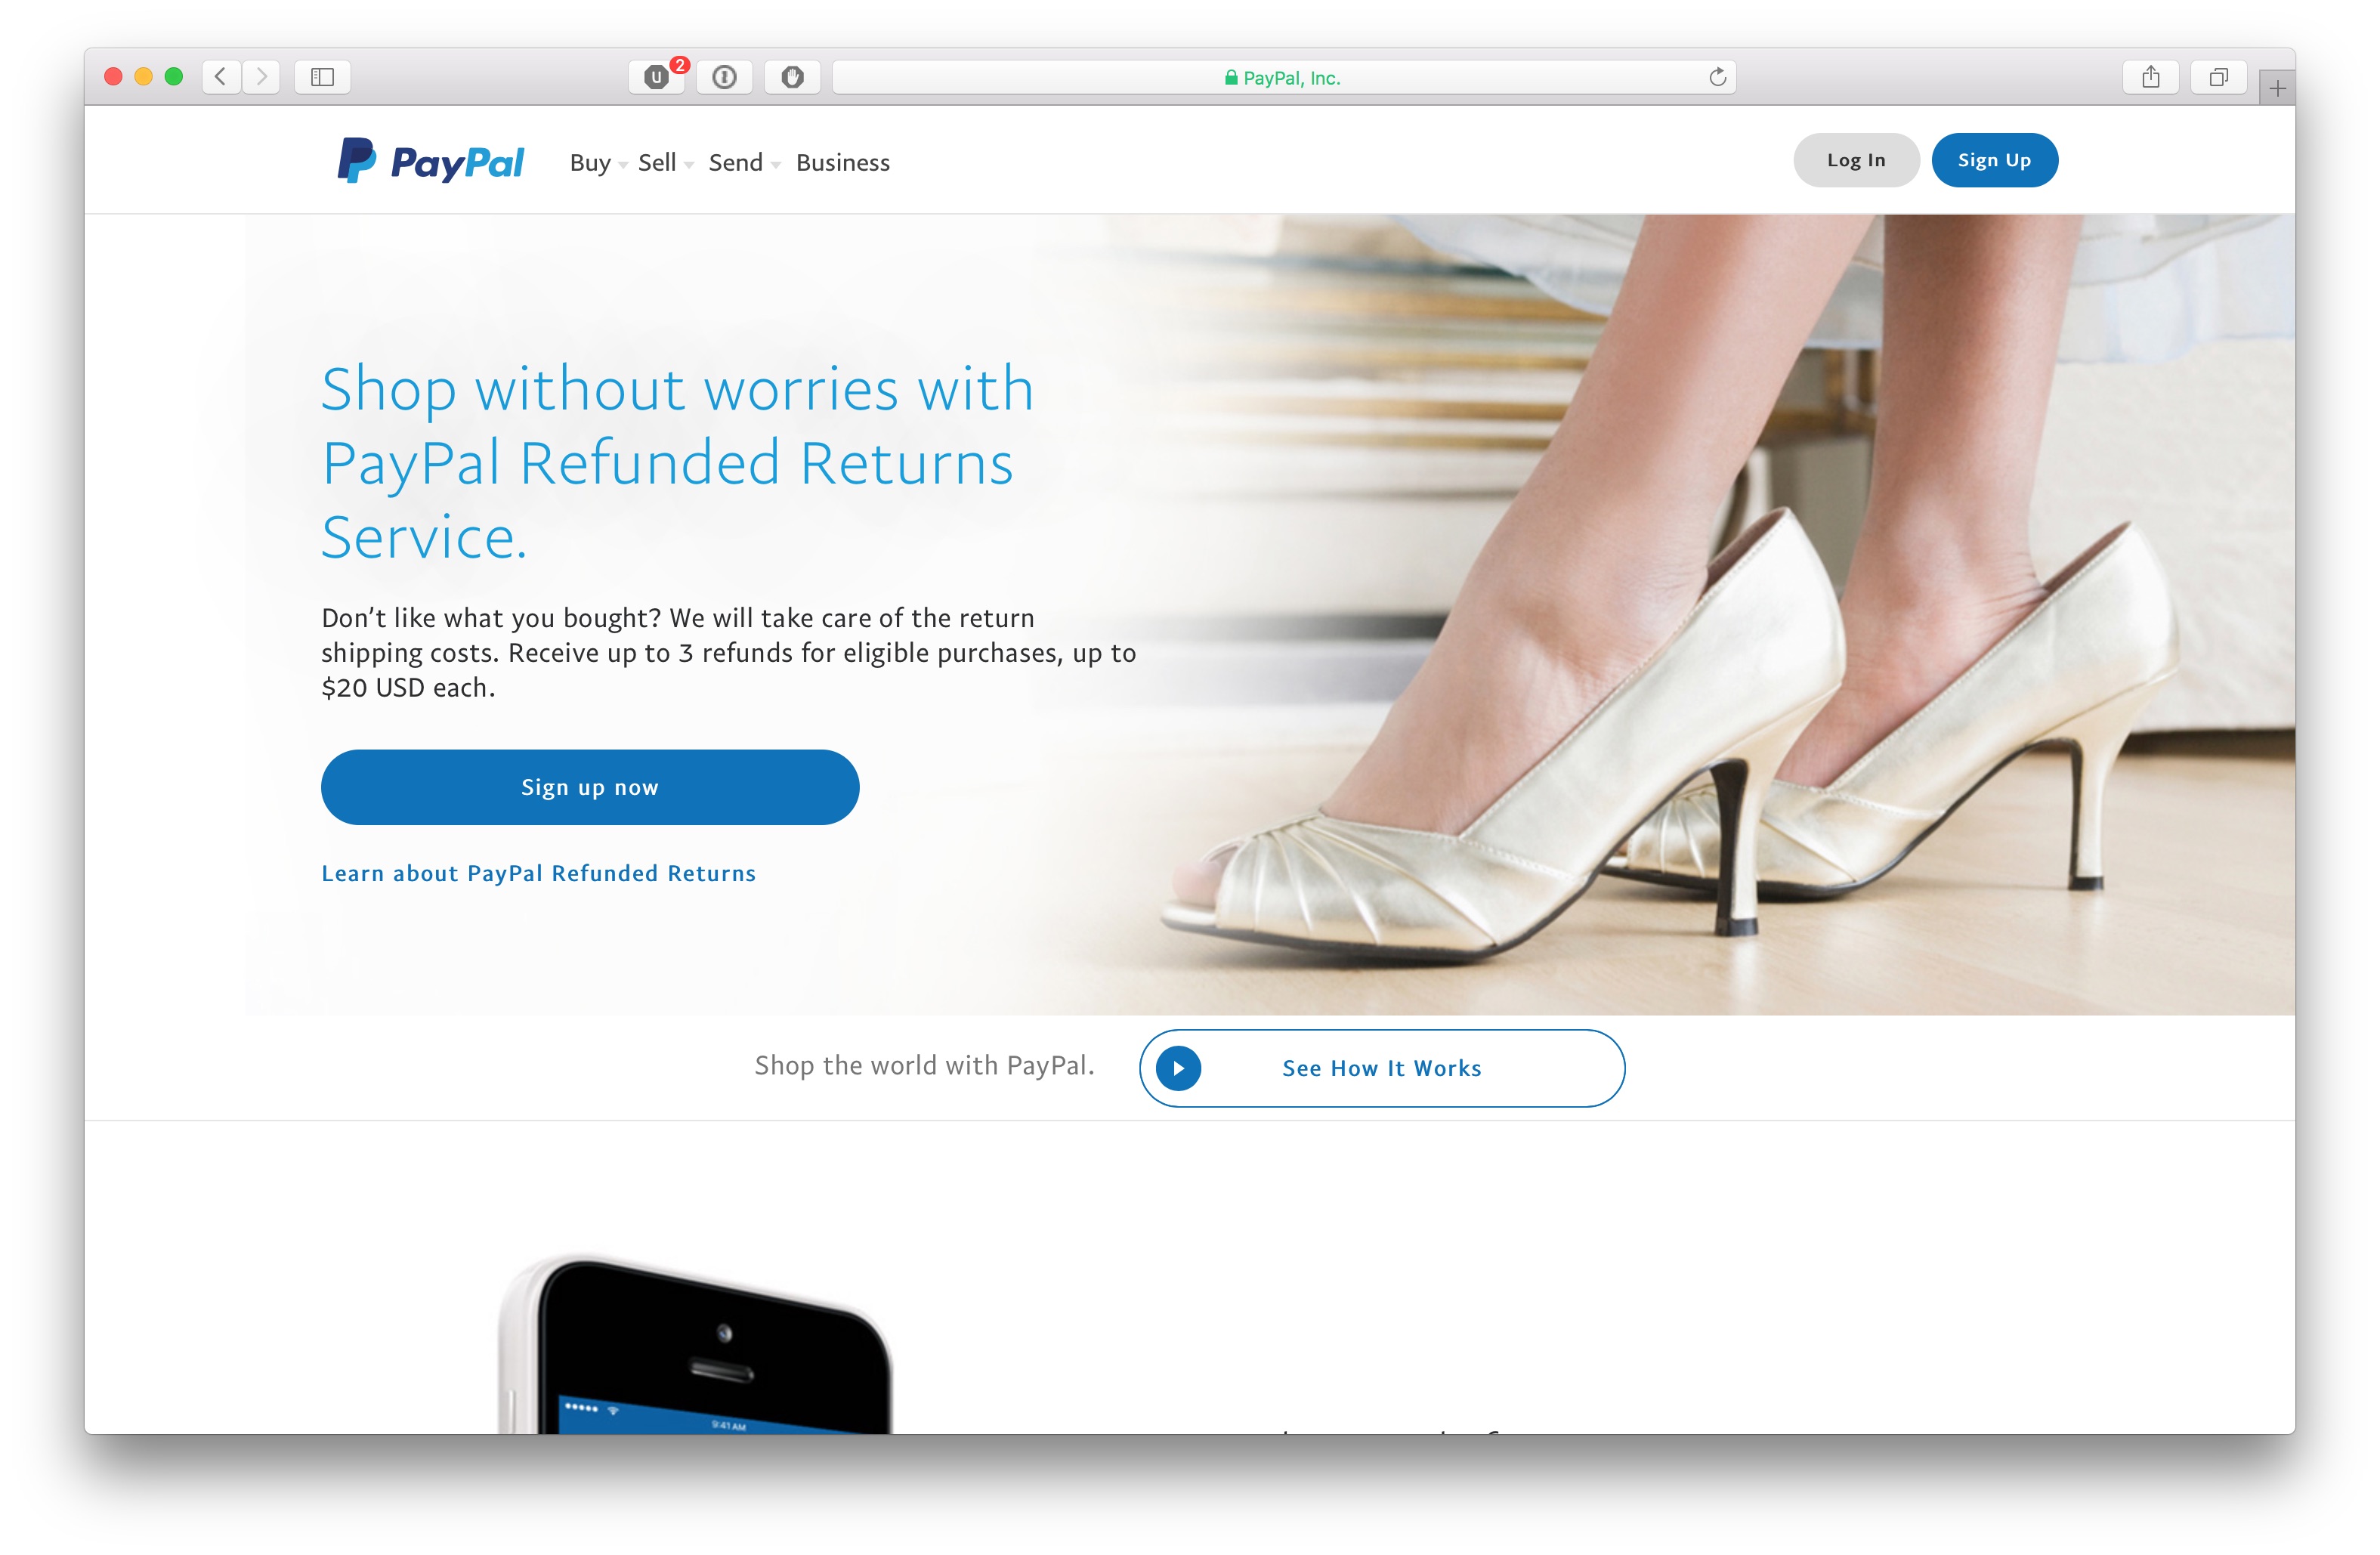 2
PayPal, Inc.
PayPal
Buy Sell Send Business
Log In
Sign Up
Shop without worries with
PayPal Refunded Returns
Service.
Don’t like what you bought? We will take care of the return
shipping costs. Receive up to 3 refunds for eligible purchases, up to
$20 USD each.
Sign up now
Learn about PayPal Refunded Returns
Shop the world with PayPal.
See How It Works
9:41 AM